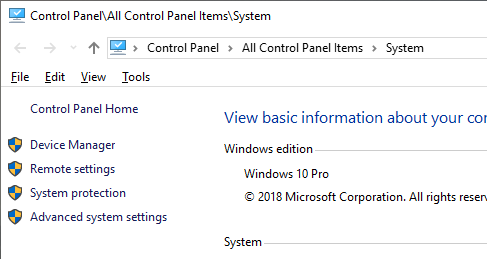 Control Panel\All Control Panel Items\System
Control Panel > All Control Panel Items > System
File Edit View Tools
Control Panel Home
Device Manager
Remote settings
System protection
Advanced system settings
View basic information about your
Windows edition
Windows 10 Pro
© 2018 Microsoft Corporation. All rights
System